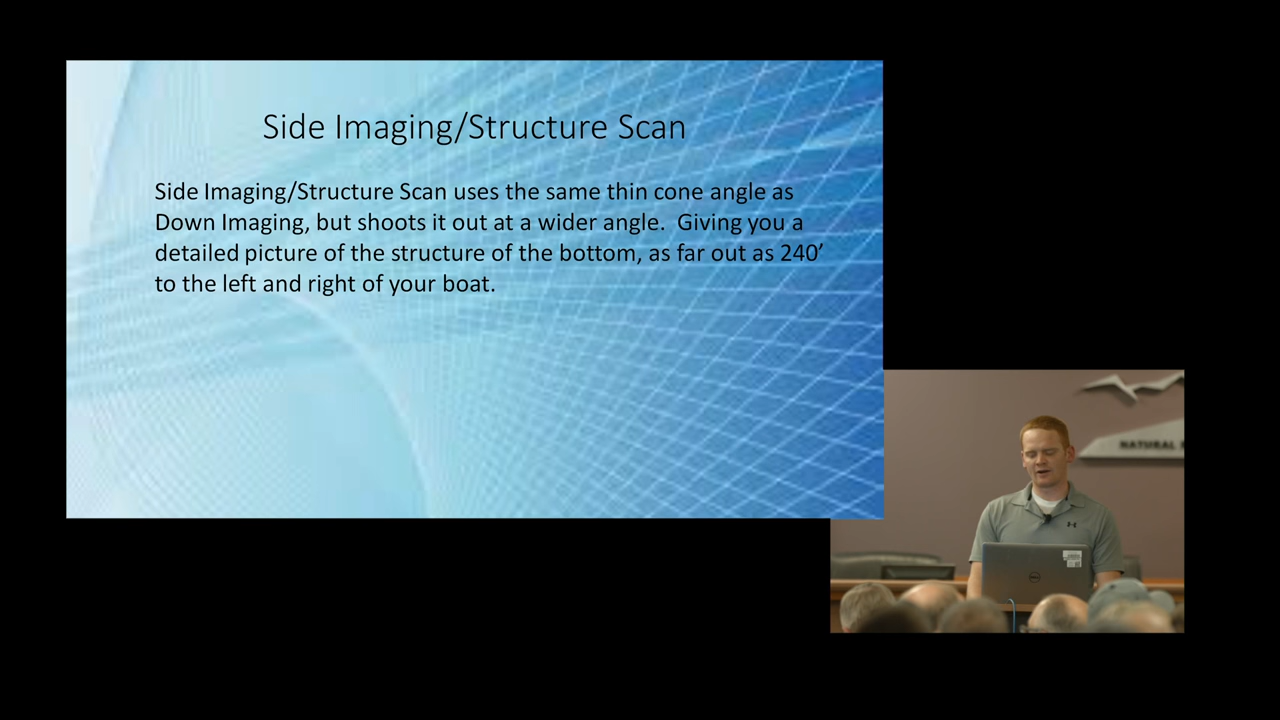 Side Imaging/Structure Scan
Side Imaging/Structure Scan uses the same thin cone angle as
Down Imaging, but shoots it out at a wider angle.  Giving you a
detailed picture of the structure of the bottom, as far out as 240’
to the left and right of your boat.
NATURAL
DELL